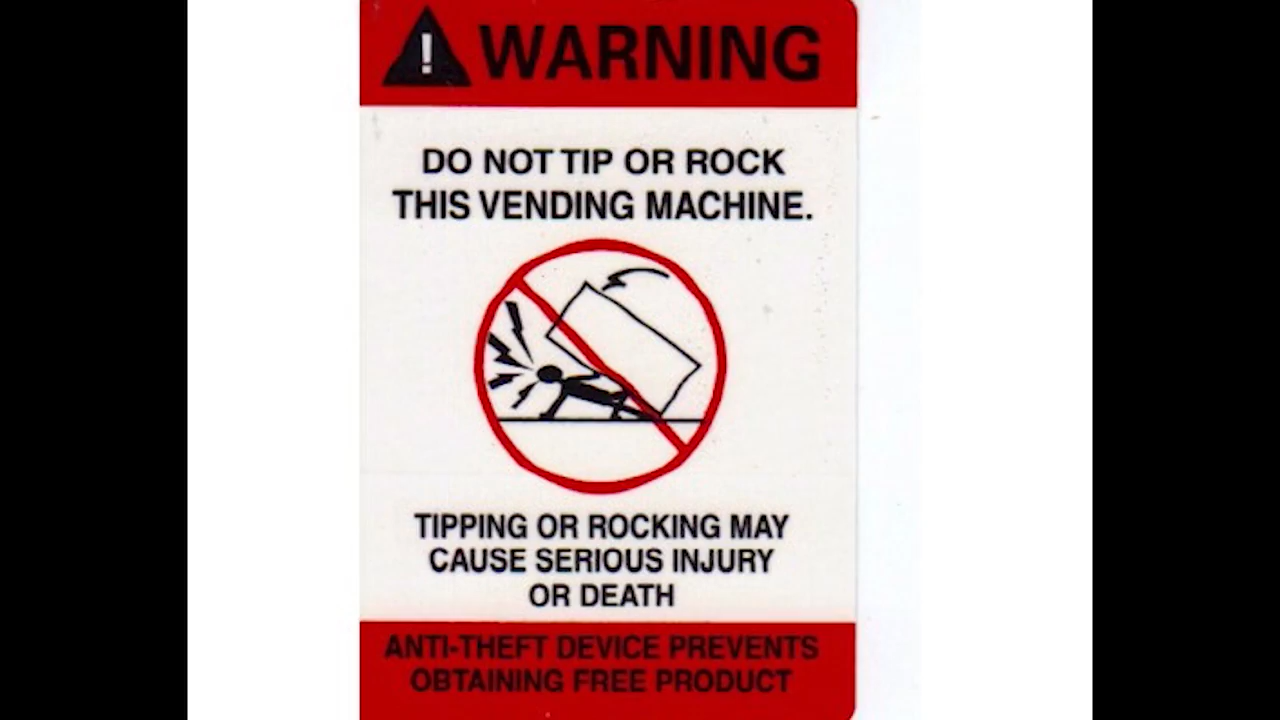 ! WARNING
DO NOT TIP OR ROCK
THIS VENDING MACHINE.
TIPPING OR ROCKING MAY
CAUSE SERIOUS INJURY
OR DEATH
ANTI-THEFT DEVICE PREVENTS
OBTAINING FREE PRODUCT